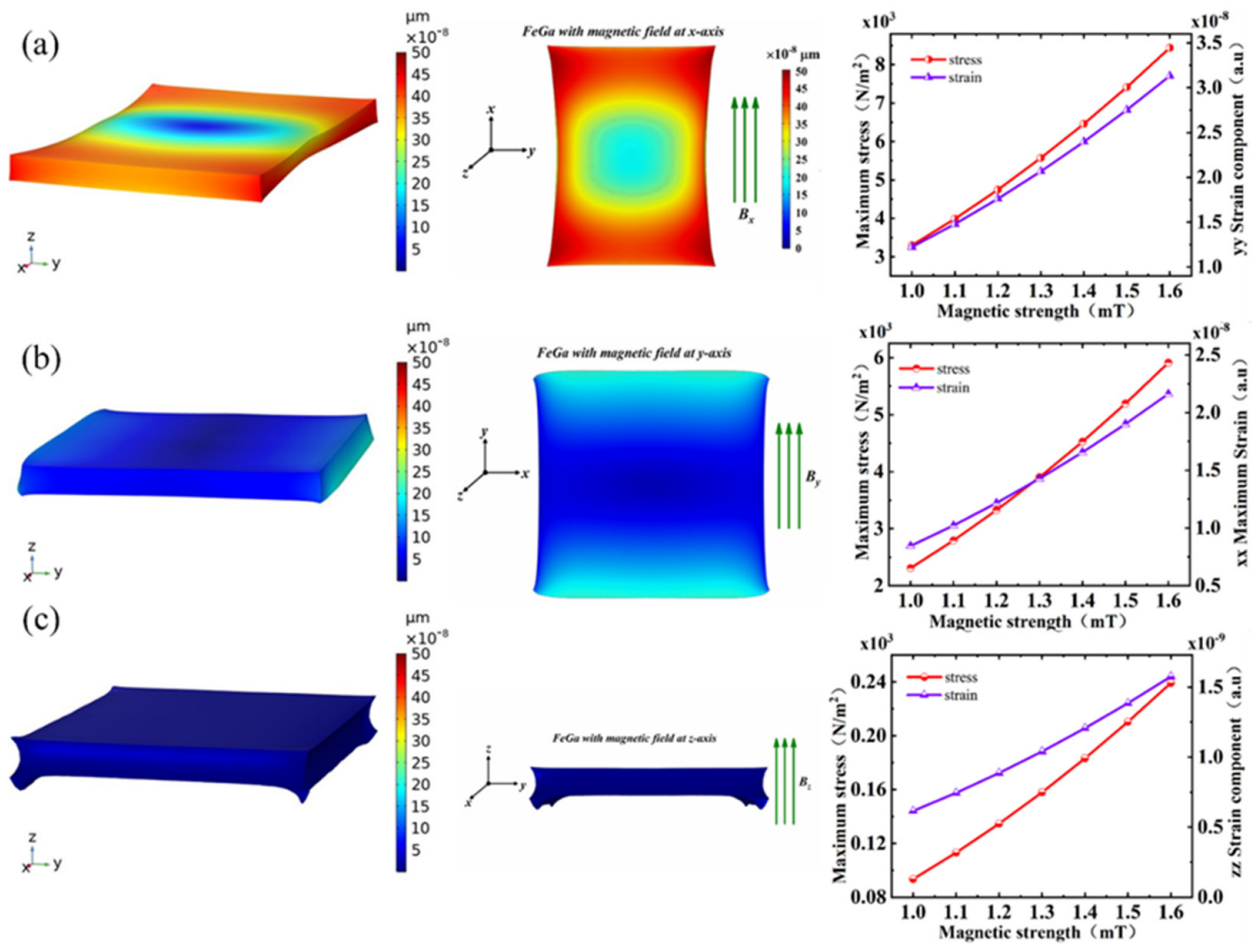 (a)
μm
×10⁻⁸
50
45
40
35
30
25
20
15
10
5
z
x y
FeGa with magnetic field at x-axis
x
y
z
Bx
×10⁻⁸ μm
50
45
40
35
30
25
20
15
10
5
0
x10³
x10⁻⁸
stress
strain
Maximum stress（N/m²）
8
7
6
5
4
3
yy Strain component（a.u）
3.5
3.0
2.5
2.0
1.5
1.0
1.0 1.1 1.2 1.3 1.4 1.5 1.6
Magnetic strength（mT）
(b)
μm
×10⁻⁸
50
45
40
35
30
25
20
15
10
5
z
x y
FeGa with magnetic field at y-axis
y
x
z
By
x10³
x10⁻⁸
stress
strain
Maximum stress（N/m²）
6
5
4
3
2
xx Maximum Strain（a.u）
2.5
2.0
1.5
1.0
0.5
1.0 1.1 1.2 1.3 1.4 1.5 1.6
Magnetic strength（mT）
(c)
μm
×10⁻⁸
50
45
40
35
30
25
20
15
10
5
z
x y
FeGa with magnetic field at z-axis
z
y
x
Bz
x10³
x10⁻⁹
stress
strain
Maximum stress（N/m²）
0.24
0.20
0.16
0.12
0.08
zz Strain component（a.u）
1.5
1.0
0.5
0.0
1.0 1.1 1.2 1.3 1.4 1.5 1.6
Magnetic strength（mT）